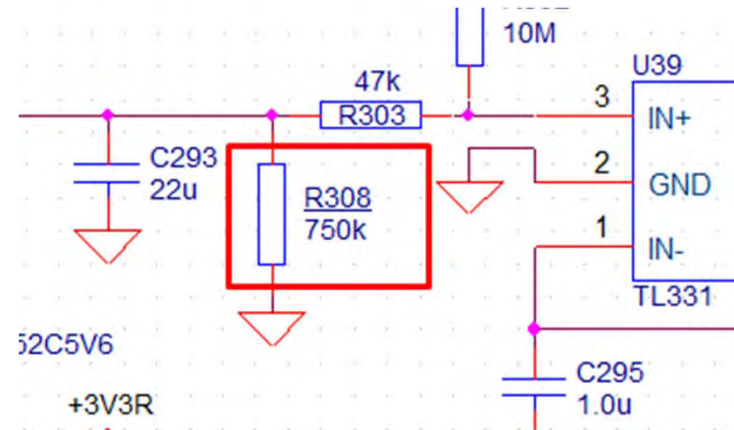 10M
U39
47k
R303
3
IN+
C293
22u
R308
750k
2
GND
1
IN-
TL331
52C5V6
C295
1.0u
+3V3R